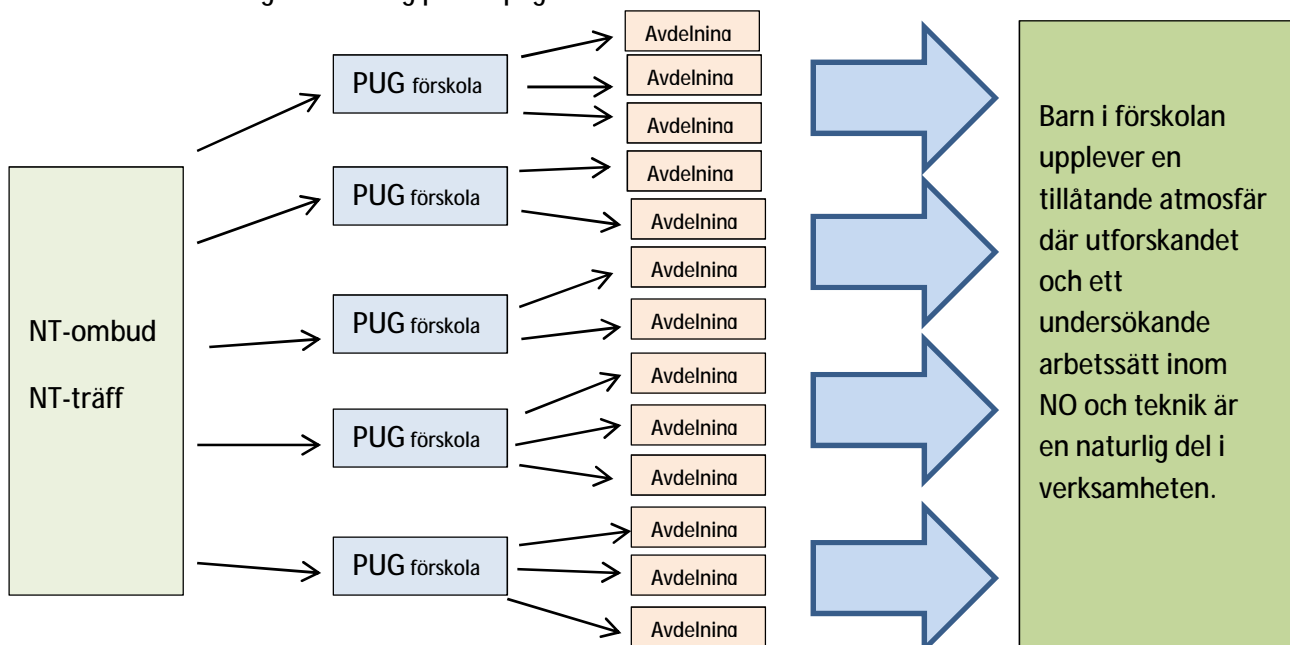 NT-ombud
NT-träff
PUG förskola
Avdelning
Avdelning
Avdelning
PUG förskola
Avdelning
Avdelning
PUG förskola
Avdelning
Avdelning
PUG förskola
Avdelning
Avdelning
Avdelning
PUG förskola
Avdelning
Avdelning
Avdelning
Barn i förskolan
upplever en
tillåtande atmosfär
där utforskandet
och ett
undersökande
arbetssätt inom
NO och teknik är
en naturlig del i
verksamheten.